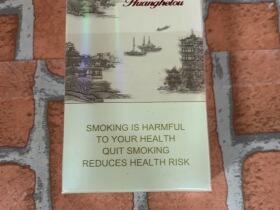 Huanghelou
SMOKING IS HARMFUL
TO YOUR HEALTH
QUIT SMOKING
REDUCES HEALTH RISK